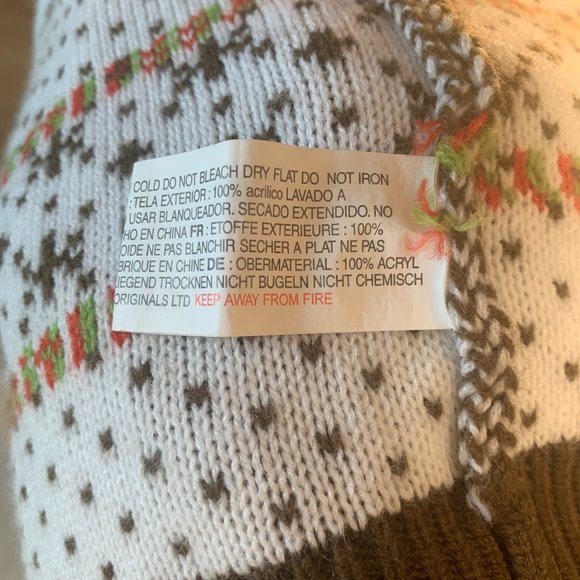 COLD DO NOT BLEACH DRY FLAT DO NOT IRON
: TELA EXTERIOR : 100% acrilico LAVADO A
USAR BLANQUEADOR. SECADO EXTENDIDO. NO
HO EN CHINA FR : ETOFFE EXTERIEURE : 100%
OIDE NE PAS BLANCHIR SECHER A PLAT NE PAS
BRIQUE EN CHINE DE : OBERMATERIAL : 100% ACRYL
IEGEND TROCKNEN NICHT BUGELN NICHT CHEMISCH
ORIGINALS LTD KEEP AWAY FROM FIRE